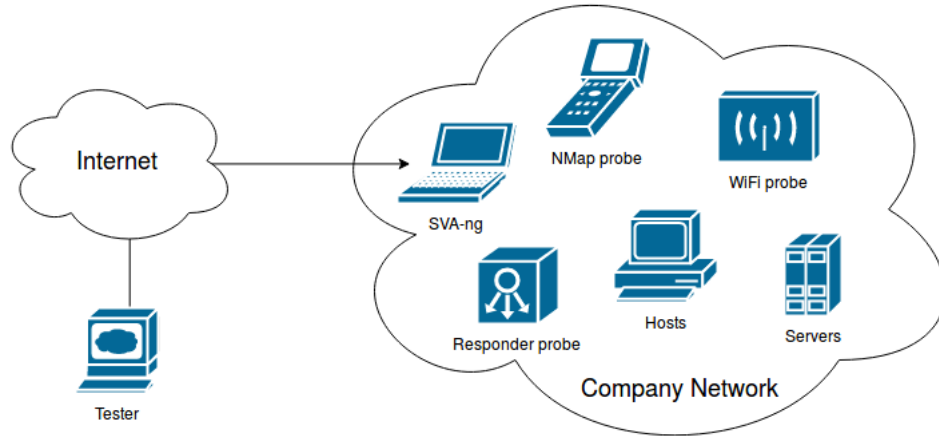 Internet
NMap probe
WiFi probe
SVA-ng
Responder probe
Hosts
Servers
Company Network
Tester